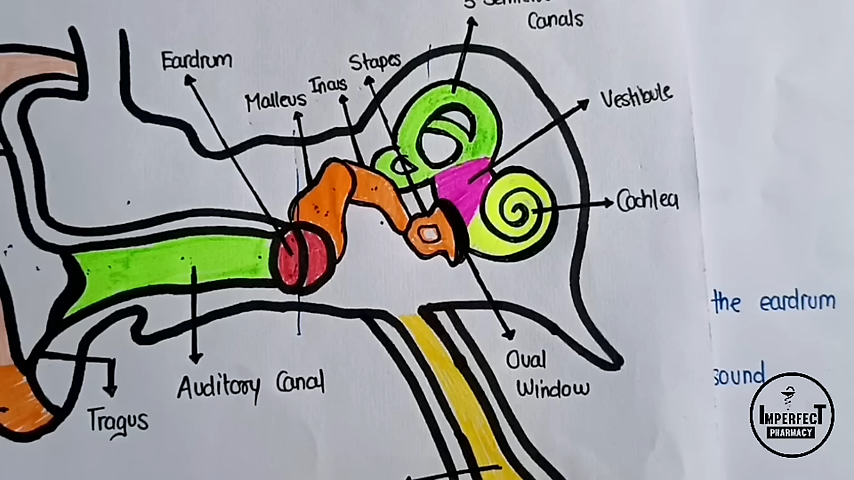 Canals
Eardrum
Stapes
Incus
Malleus
Vestibule
Cochlea
the eardrum
Oval
Window
sound
Auditory Canal
Tragus
IMPERFECT
PHARMACY